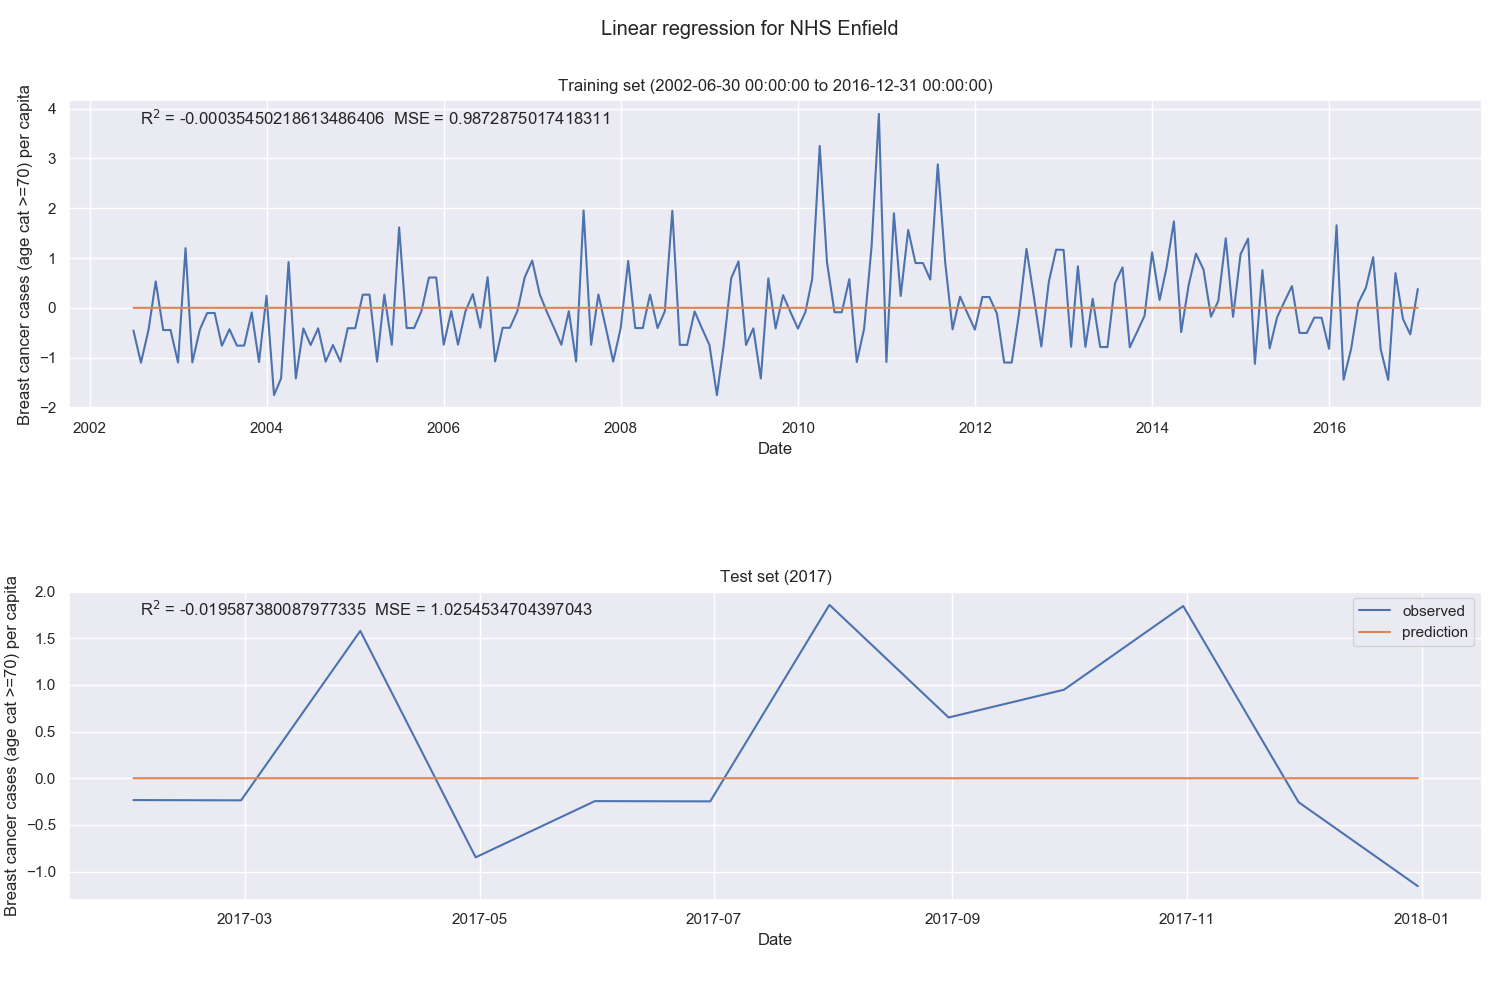 Linear regression for NHS Enfield
Training set (2002-06-30 00:00:00 to 2016-12-31 00:00:00)
R² = -0.00035450218613486406 MSE = 0.9872875017418311
Breast cancer cases (age cat >=70) per capita
4
3
2
1
0
−1
−2
2002 2004 2006 2008 2010 2012 2014 2016
Date
Test set (2017)
R² = -0.019587380087977335 MSE = 1.0254534704397043
observed
prediction
Breast cancer cases (age cat >=70) per capita
2.0
1.5
1.0
0.5
0.0
−0.5
−1.0
2017-03 2017-05 2017-07 2017-09 2017-11 2018-01
Date